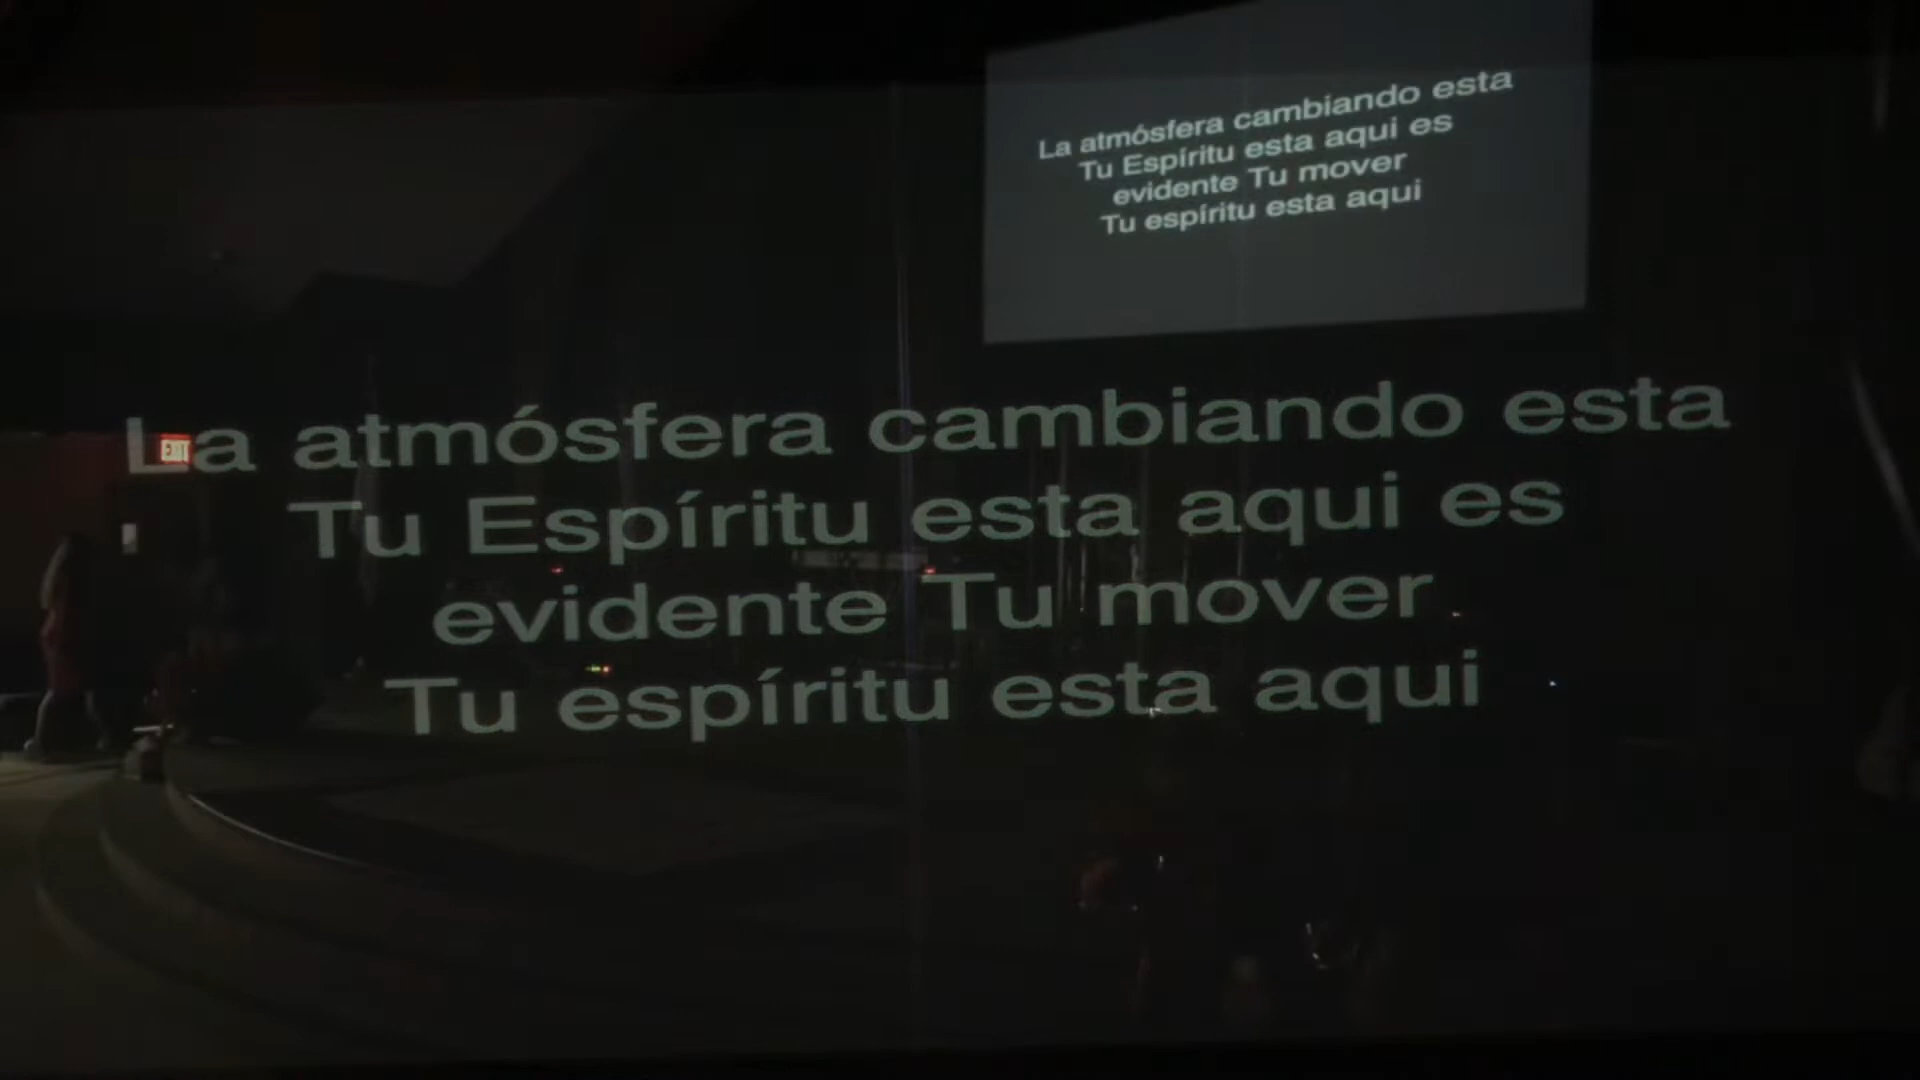 La atmósfera cambiando esta
Tu Espíritu esta aqui es
evidente Tu mover
Tu espíritu esta aqui
La atmósfera cambiando esta
Tu Espíritu esta aqui es
evidente Tu mover
Tu espíritu esta aqui
EXIT